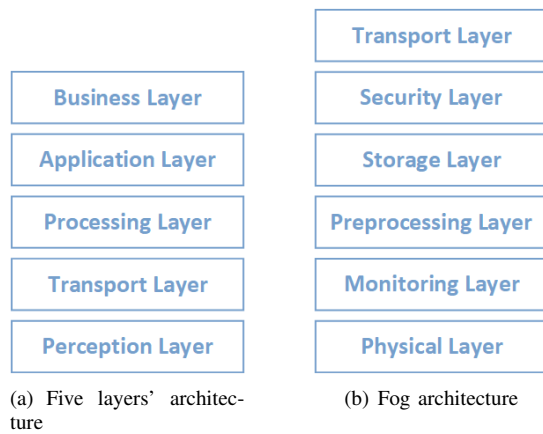 Business Layer
Application Layer
Processing Layer
Transport Layer
Perception Layer
(a) Five layers' architec-
ture
Transport Layer
Security Layer
Storage Layer
Preprocessing Layer
Monitoring Layer
Physical Layer
(b) Fog architecture